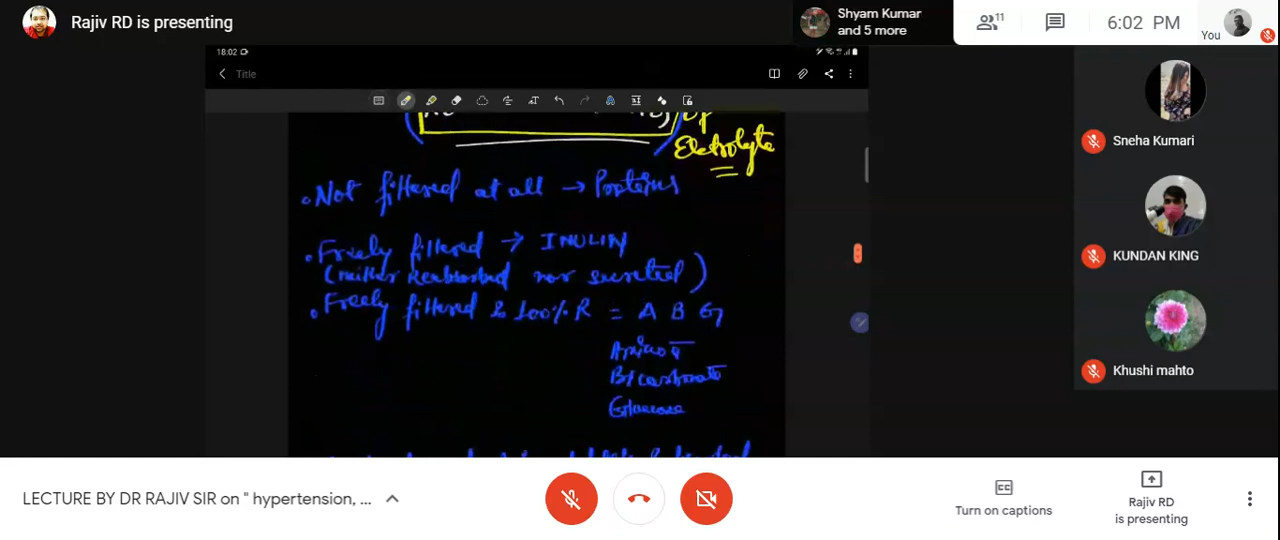 Rajiv RD is presenting
Shyam Kumar
and 5 more
11
6:02 PM
You
18:02
Title
of
Eletrolyte
• Not filtered at all → Proteins
• Freely filtered → INULIN
(neither Reabsorbed nor secreted)
• Freely filtered & 100% R = A B G
Amino
Bicarbonate
Glucose
Sneha Kumari
KUNDAN KING
Khushi mahto
LECTURE BY DR RAJIV SIR on " hypertension, ...
Turn on captions
Rajiv RD
is presenting